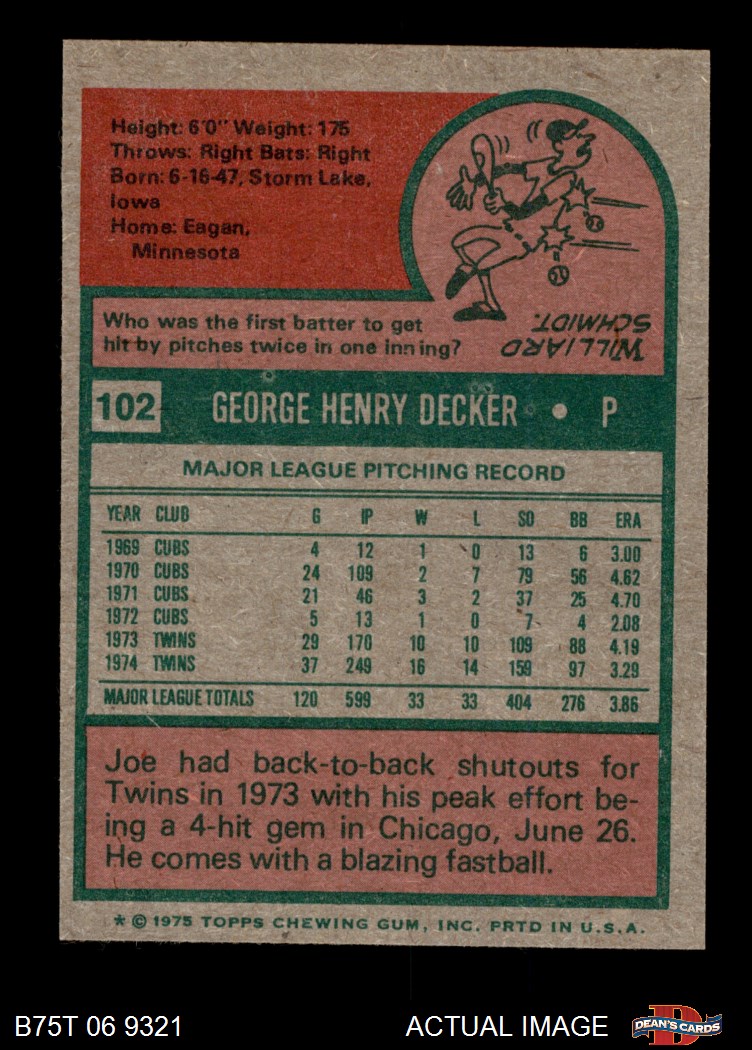 Height: 6'0" Weight: 175
Throws: Right Bats: Right
Born: 6-16-47, Storm Lake,
Iowa
Home: Eagan,
Minnesota
Who was the first batter to get
hit by pitches twice in one inning?
WILLIARD
SCHMIDT.
102 GEORGE HENRY DECKER • P
MAJOR LEAGUE PITCHING RECORD
YEAR CLUB G IP W L SO BB ERA
1969 CUBS 4 12 1 0 13 6 3.00
1970 CUBS 24 109 2 7 79 56 4.62
1971 CUBS 21 46 3 2 37 25 4.70
1972 CUBS 5 13 1 0 7 4 2.08
1973 TWINS 29 170 10 10 109 88 4.19
1974 TWINS 37 249 16 14 159 97 3.29
MAJOR LEAGUE TOTALS 120 599 33 33 404 276 3.86
Joe had back-to-back shutouts for
Twins in 1973 with his peak effort be-
ing a 4-hit gem in Chicago, June 26.
He comes with a blazing fastball.
* © 1975 TOPPS CHEWING GUM, INC. PRTD IN U.S.A.
B75T 06 9321 ACTUAL IMAGE DEAN'S CARDS